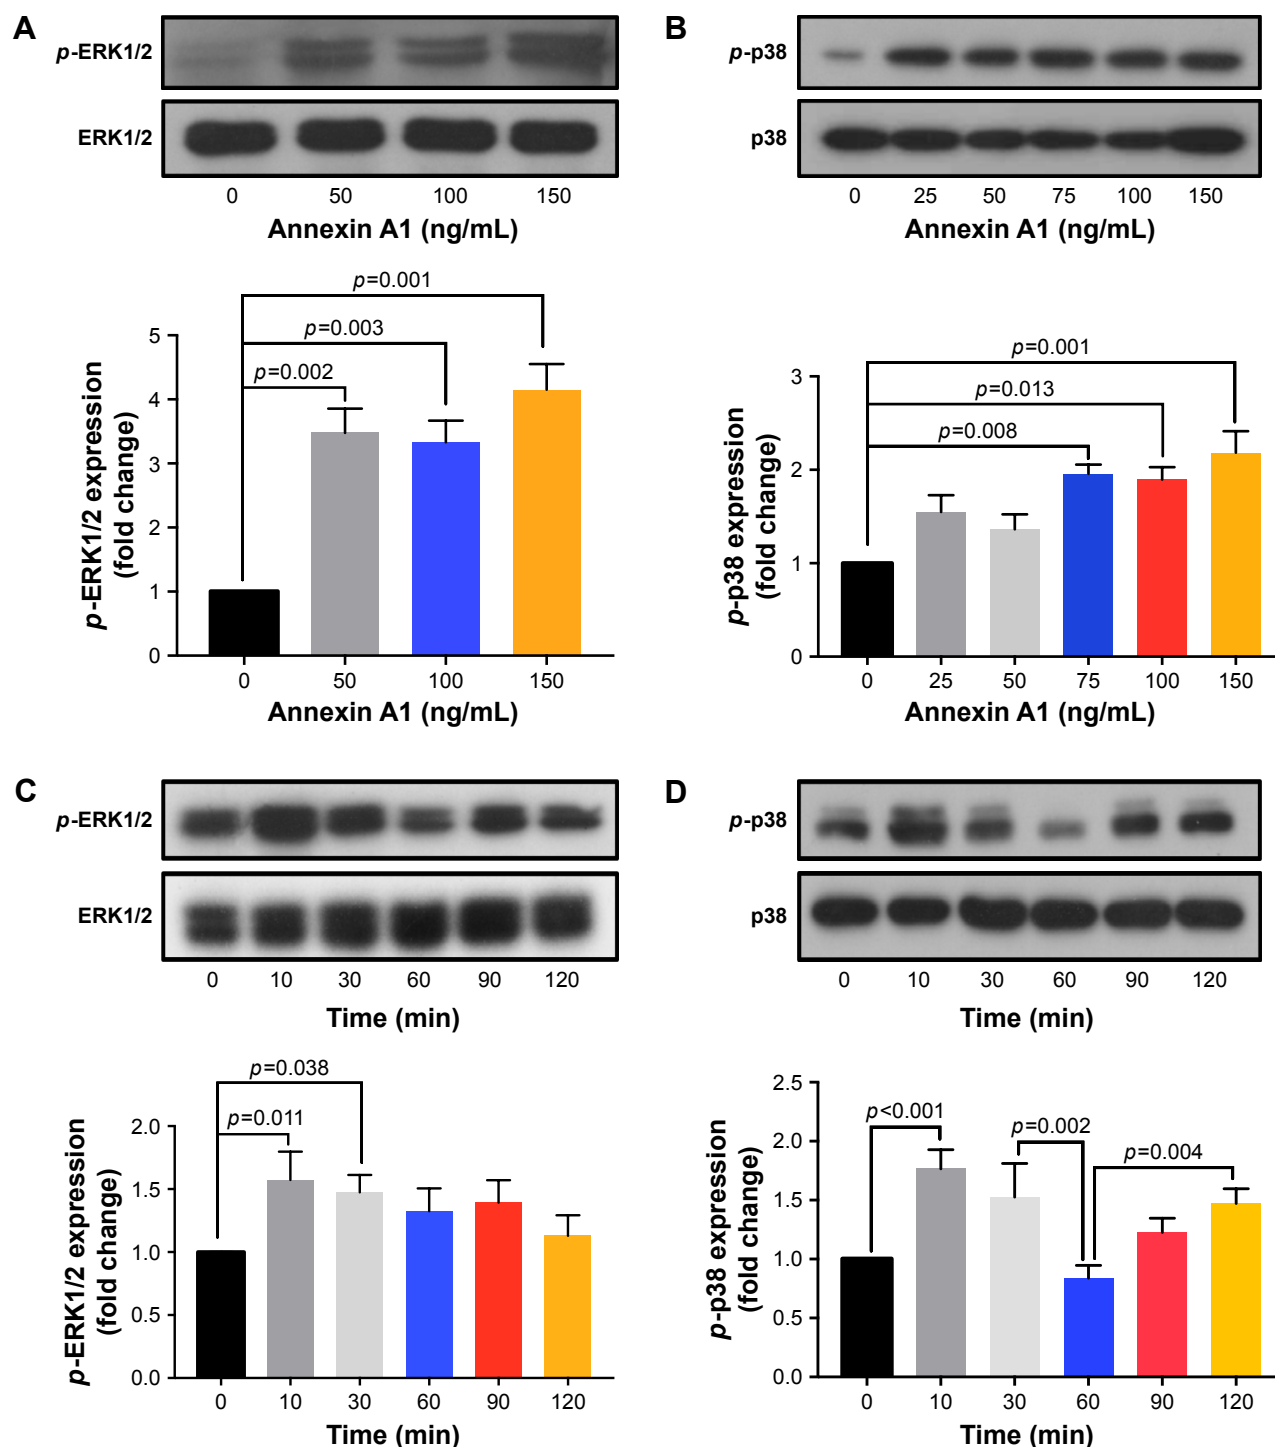 A
p-ERK1/2
ERK1/2
0 50 100 150
Annexin A1 (ng/mL)
p=0.001
p=0.003
p=0.002
p-ERK1/2 expression
(fold change)
5
4
3
2
1
0
0 50 100 150
Annexin A1 (ng/mL)
B
p-p38
p38
0 25 50 75 100 150
Annexin A1 (ng/mL)
p=0.001
p=0.013
p=0.008
p-p38 expression
(fold change)
3
2
1
0
0 25 50 75 100 150
Annexin A1 (ng/mL)
C
p-ERK1/2
ERK1/2
0 10 30 60 90 120
Time (min)
p=0.038
p=0.011
p-ERK1/2 expression
(fold change)
2.0
1.5
1.0
0.5
0.0
0 10 30 60 90 120
Time (min)
D
p-p38
p38
0 10 30 60 90 120
Time (min)
p<0.001
p=0.002
p=0.004
p-p38 expression
(fold change)
2.5
2.0
1.5
1.0
0.5
0.0
0 10 30 60 90 120
Time (min)